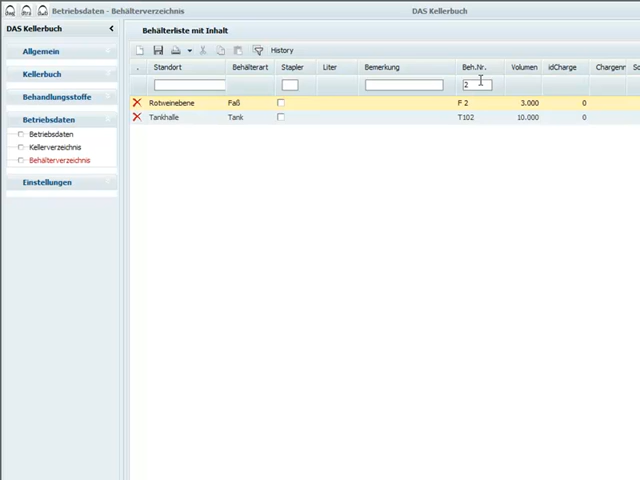 Betriebsdaten - Behälterverzeichnis DAS Kellerbuch
DAS Kellerbuch
Behälterliste mit Inhalt
Allgemein
History
Kellerbuch
. Standort Behälterart Stapler Liter Bemerkung Beh.Nr. Volumen idCharge Chargenn
2
Behandlungsstoffe
Rotweinebene Faß F 2 3.000 0
Tankhalle Tank T102 10.000 0
Betriebsdaten
Betriebsdaten
Kellerverzeichnis
Behälterverzeichnis
Einstellungen